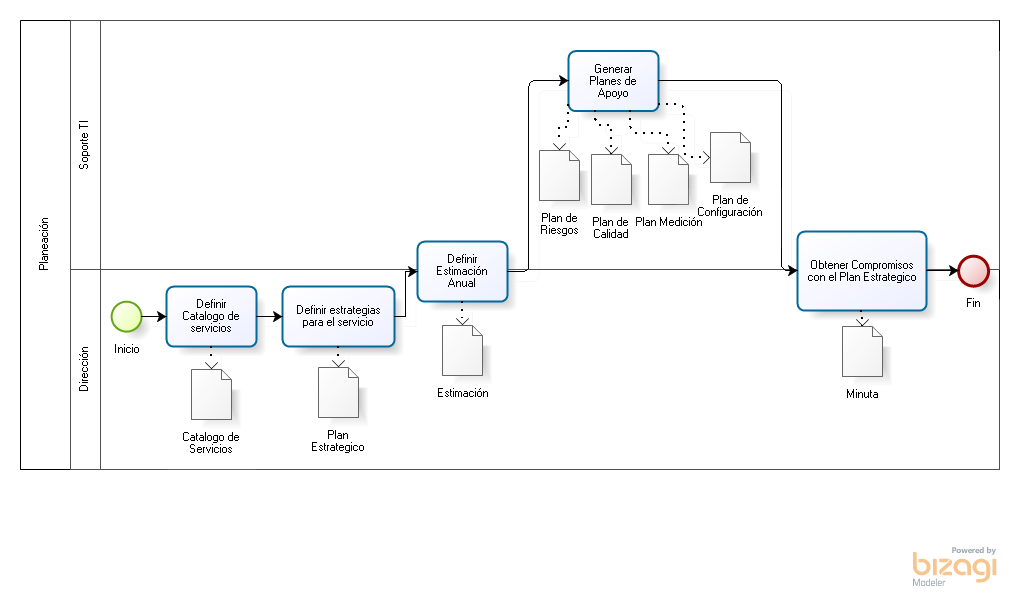 Planeación
Soporte TI
Generar
Planes de
Apoyo
Plan de
Riesgos
Plan de
Calidad
Plan Medición
Plan de
Configuración
Dirección
Inicio
Definir
Catalogo de
servicios
Catalogo de
Servicios
Definir estrategias
para el servicio
Plan
Estrategico
Definir
Estimación
Anual
Estimación
Obtener Compromisos
con el Plan Estrategico
Minuta
Fin
Powered by
bizagi
Modeler